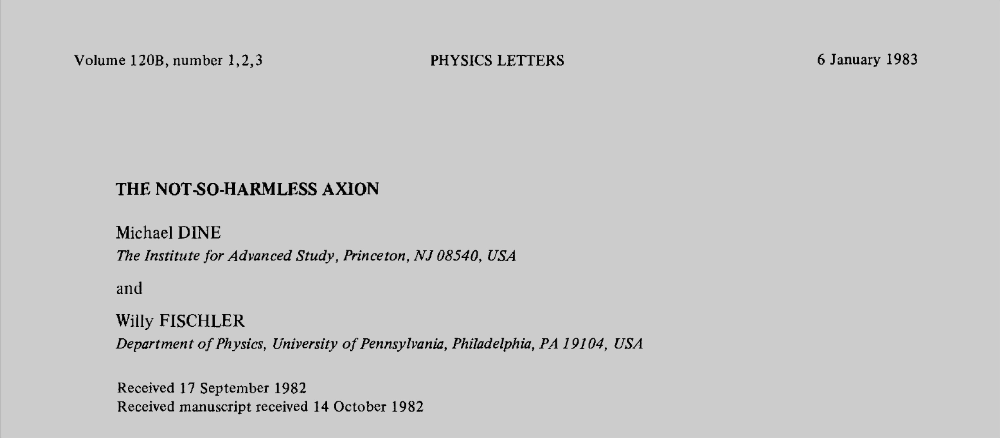 Volume 120B, number 1,2,3 PHYSICS LETTERS 6 January 1983
THE NOT-SO-HARMLESS AXION
Michael DINE
The Institute for Advanced Study, Princeton, NJ 08540, USA
and
Willy FISCHLER
Department of Physics, University of Pennsylvania, Philadelphia, PA 19104, USA
Received 17 September 1982
Received manuscript received 14 October 1982